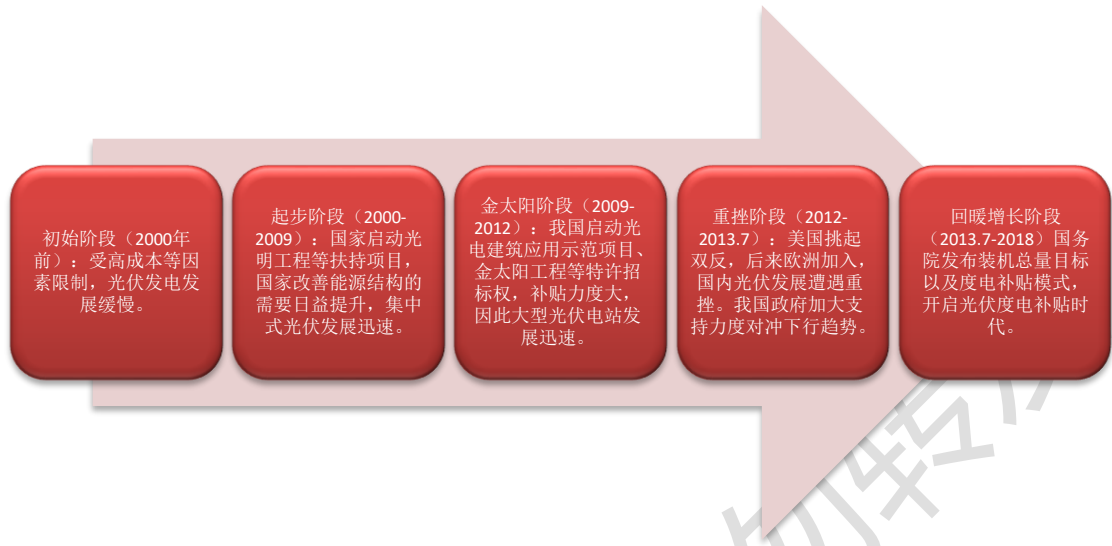 初始阶段（2000年
前）：受高成本等因
素限制，光伏发电发
展缓慢。
起步阶段（2000-
2009）：国家启动光
明工程等扶持项目，
国家改善能源结构的
需要日益提升，集中
式光伏发展迅速。
金太阳阶段（2009-
2012）：我国启动光
电建筑应用示范项目、
金太阳工程等特许招
标权，补贴力度大，
因此大型光伏电站发
展迅速。
重挫阶段（2012-
2013.7）：美国挑起
双反，后来欧洲加入，
国内光伏发展遭遇重
挫。我国政府加大支
持力度对冲下行趋势。
回暖增长阶段
（2013.7-2018）国务
院发布装机总量目标
以及度电补贴模式，
开启光伏度电补贴时
代。
勿转